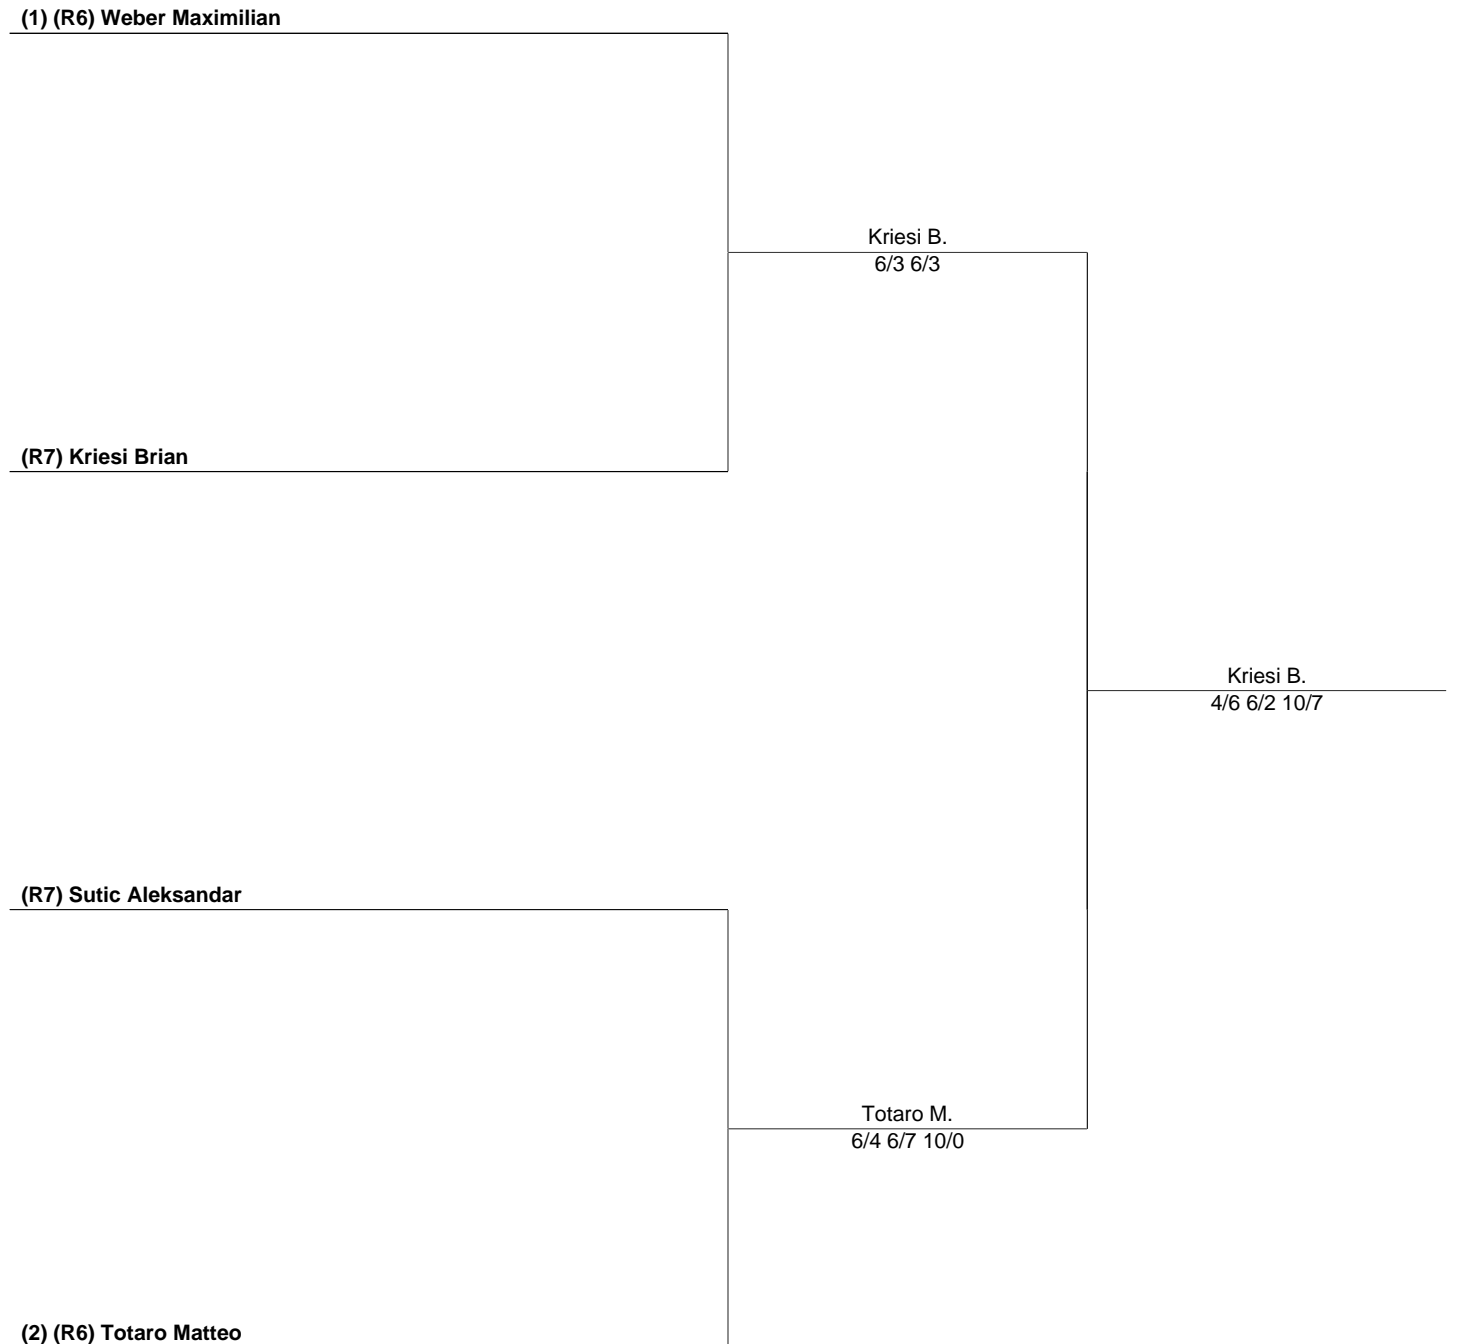 (1) (R6) Weber Maximilian
Kriesi B.
6/3 6/3
(R7) Kriesi Brian
Kriesi B.
4/6 6/2 10/7
(R7) Sutic Aleksandar
Totaro M.
6/4 6/7 10/0
(2) (R6) Totaro Matteo